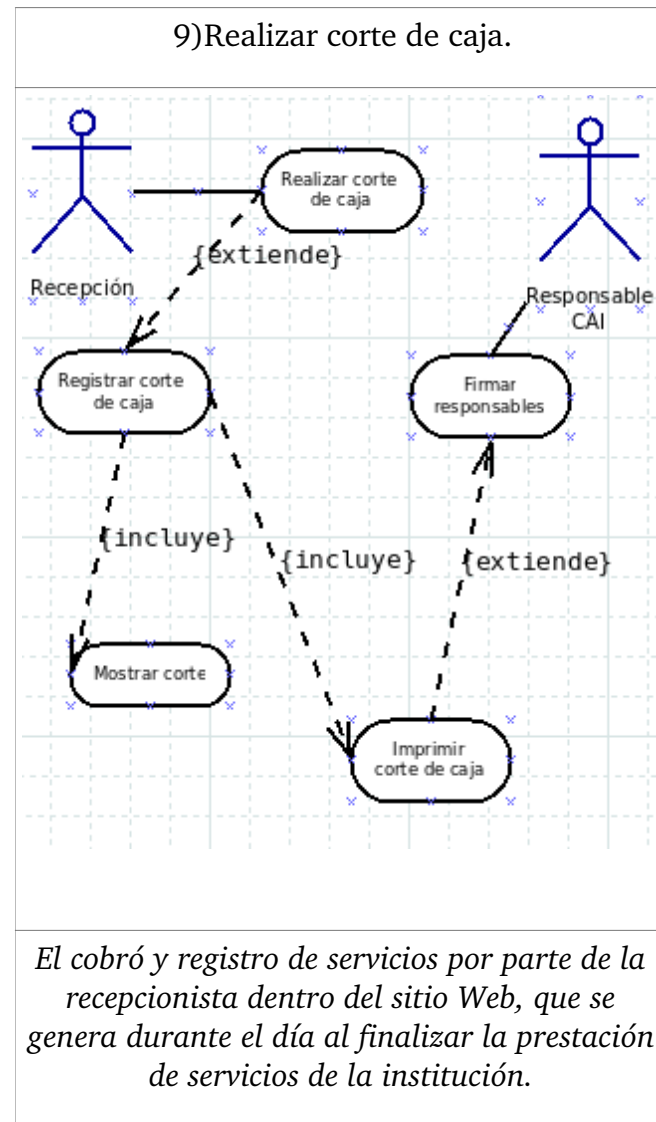 9)Realizar corte de caja.
Realizar corte
de caja
{extiende}
Recepción
Responsable
CAI
Registrar corte
de caja
Firmar
responsables
{incluye}
{incluye}
{extiende}
Mostrar corte
Imprimir
corte de caja
El cobró y registro de servicios por parte de la
recepcionista dentro del sitio Web, que se
genera durante el día al finalizar la prestación
de servicios de la institución.